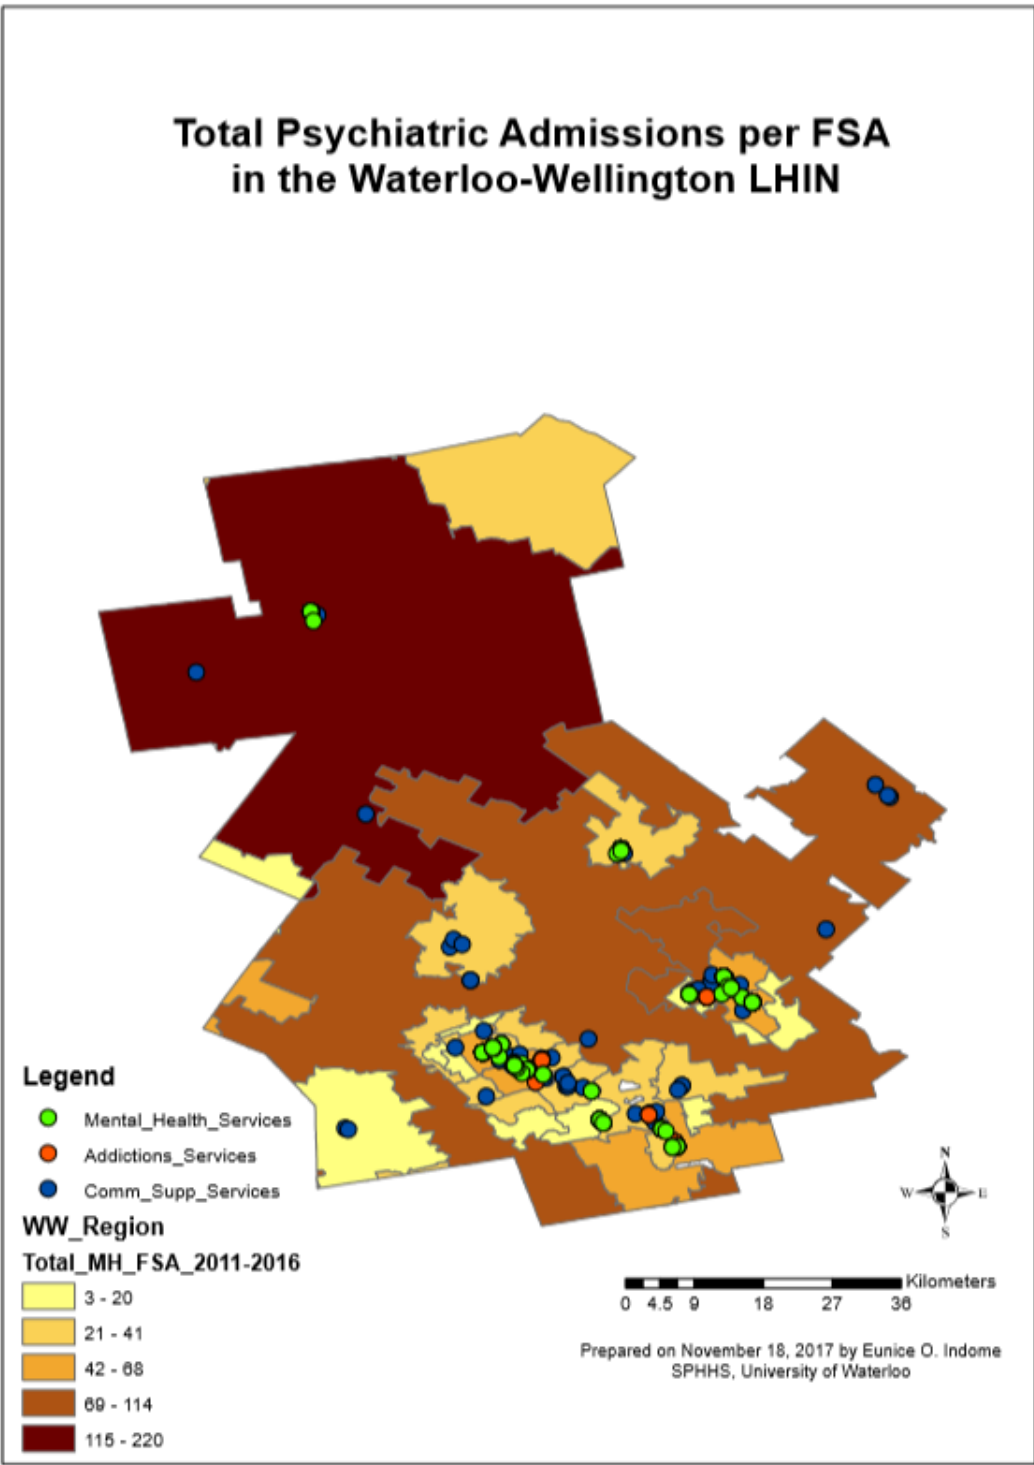 Total Psychiatric Admissions per FSA
in the Waterloo-Wellington LHIN
Legend
Mental_Health_Services
Addictions_Services
Comm_Supp_Services
WW_Region
Total_MH_FSA_2011-2016
3 - 20
21 - 41
42 - 68
69 - 114
115 - 220
N
W E
S
Kilometers
0 4.5 9 18 27 36
Prepared on November 18, 2017 by Eunice O. Indome
SPHHS, University of Waterloo